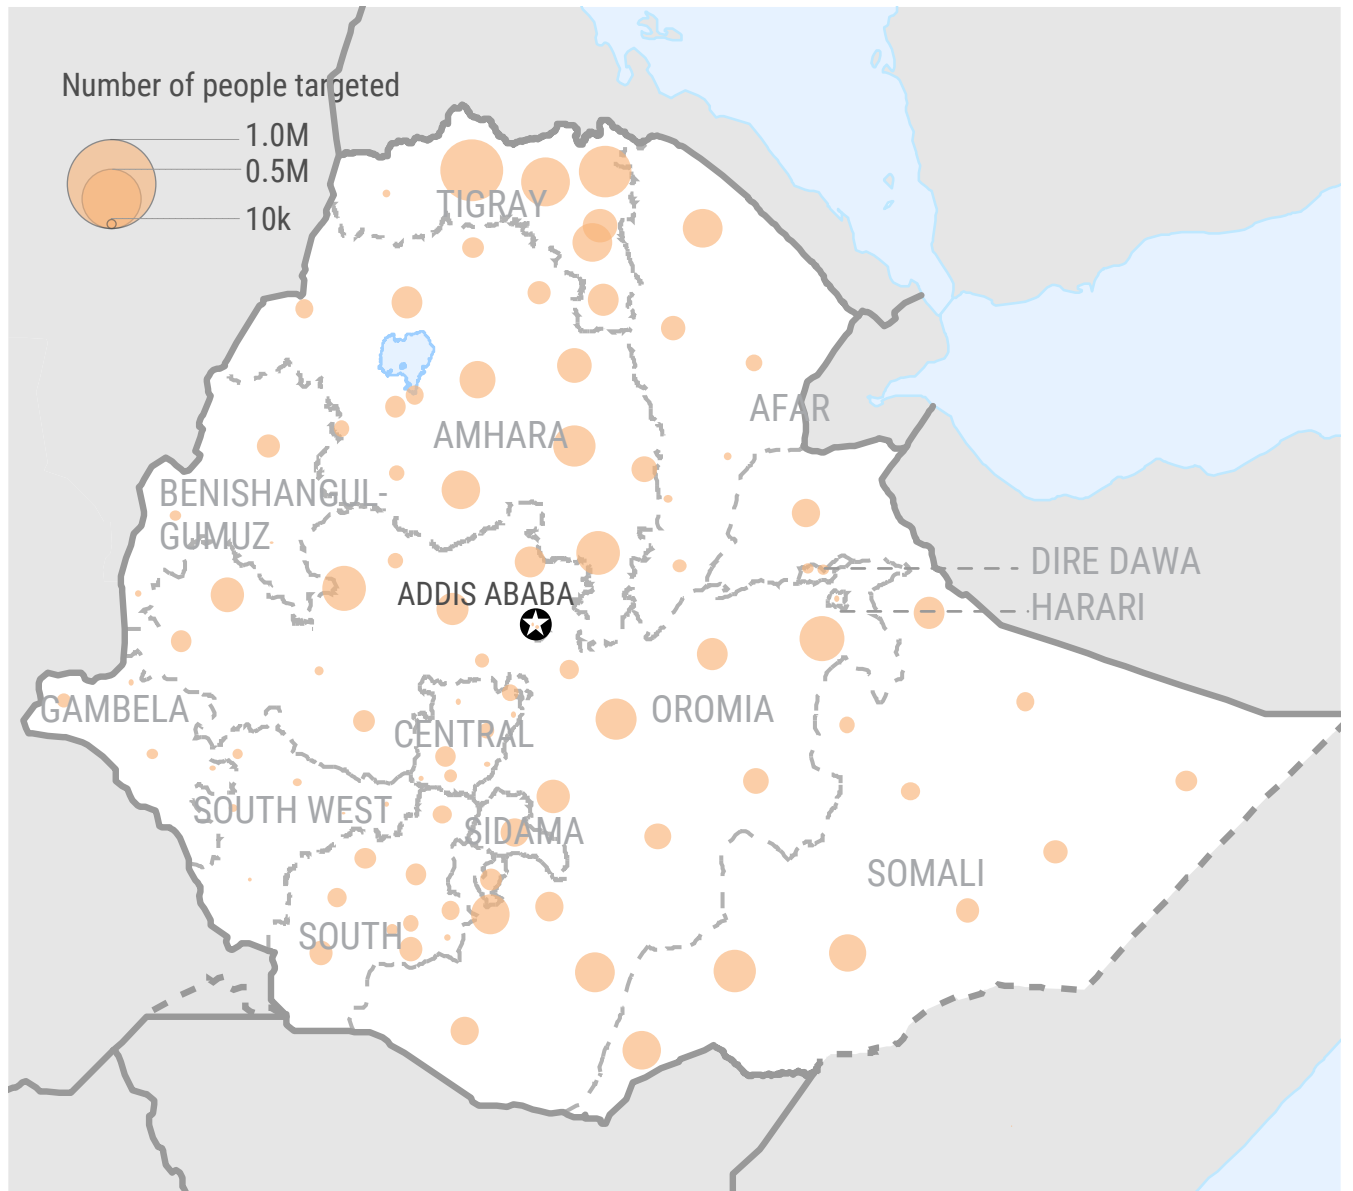 Number of people targeted
1.0M
0.5M
10k
TIGRAY
AFAR
AMHARA
BENISHANGUL-
GUMUZ
DIRE DAWA
ADDIS ABABA
HARARI
GAMBELA
OROMIA
CENTRAL
SOUTH WEST
SIDAMA
SOMALI
SOUTH